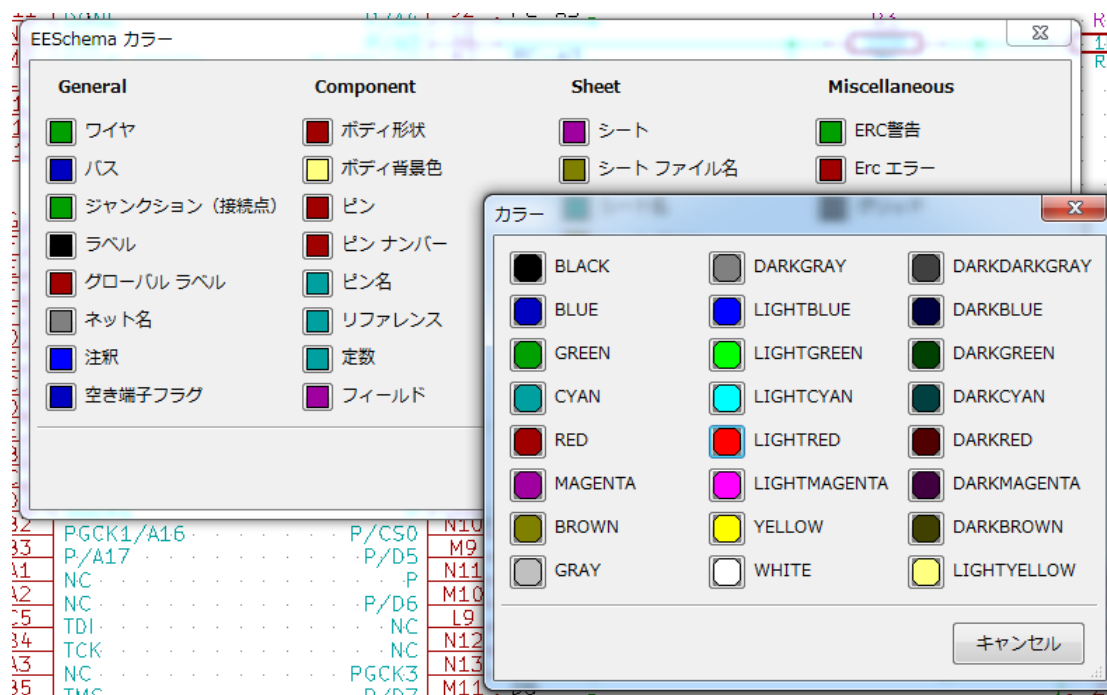 EESchema カラー
General
Component
Sheet
Miscellaneous
ワイヤ
ボディ形状
シート
ERC警告
バス
ボディ背景色
シート ファイル名
Erc エラー
ジャンクション（接続点）
ピン
ラベル
ピン ナンバー
グローバル ラベル
ピン名
ネット名
リファレンス
注釈
定数
空き端子フラグ
フィールド
カラー
BLACK
DARKGRAY
DARKDARKGRAY
BLUE
LIGHTBLUE
DARKBLUE
GREEN
LIGHTGREEN
DARKGREEN
CYAN
LIGHTCYAN
DARKCYAN
RED
LIGHTRED
DARKRED
MAGENTA
LIGHTMAGENTA
DARKMAGENTA
BROWN
YELLOW
DARKBROWN
GRAY
WHITE
LIGHTYELLOW
キャンセル
PGCK1/A16
P/CS0
N10
P/A17
P/D5
M9
NC
P
N11
NC
P/D6
M10
TDI
NC
L9
TCK
NC
N12
NC
PGCK3
N13
TMS
P/D7
M11